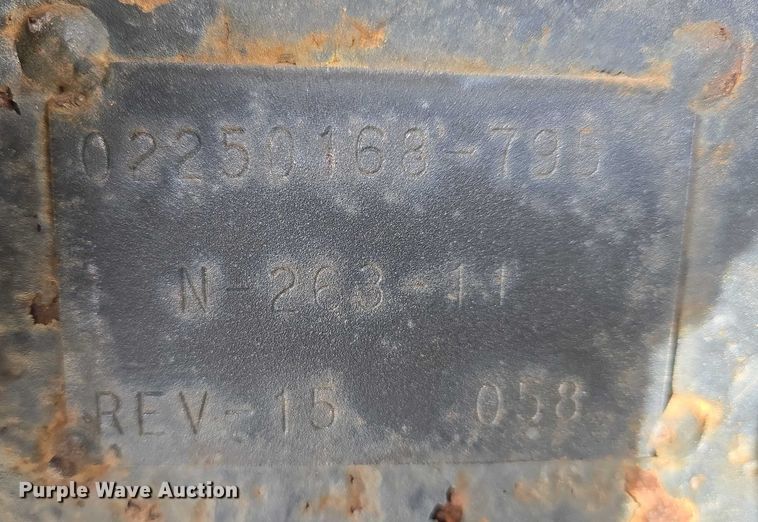 02250168-795
N-263-11
REV-15 058
Purple Wave Auction